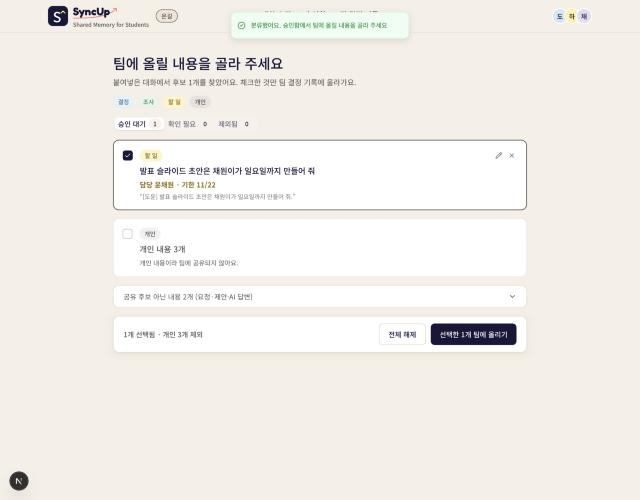 SyncUp
Shared Memory for Students
온길
분류했어요. 승인함에서 팀에 올릴 내용을 골라 주세요
도 하 채
팀에 올릴 내용을 골라 주세요
붙여넣은 대화에서 후보 1개를 찾았어요. 체크한 것만 팀 결정 기록에 올라가요.
결정 조사 할 일 개인
승인 대기 1 확인 필요 0 제외됨 0
할 일
발표 슬라이드 초안은 채원이가 일요일까지 만들어 줘
담당 윤채원 · 기한 11/22
"[도윤] 발표 슬라이드 초안은 채원이가 일요일까지 만들어 줘."
개인
개인 내용 3개
개인 내용이라 팀에 공유되지 않아요.
공유 후보 아닌 내용 2개 (요청·제안·AI 답변)
1개 선택됨 · 개인 3개 제외
전체 해제
선택한 1개 팀에 올리기
N